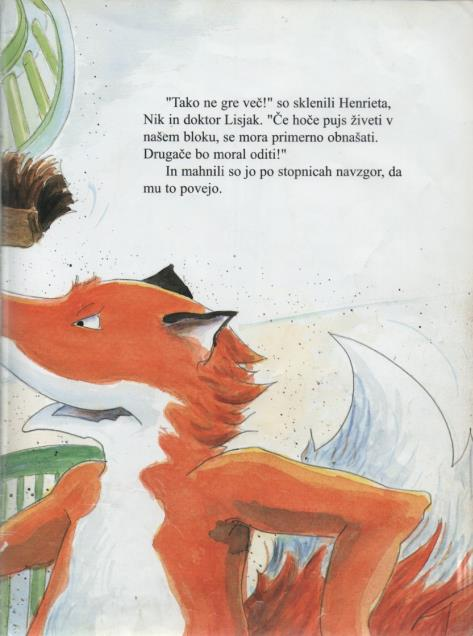 "Tako ne gre več!" so sklenili Henrieta,
Nik in doktor Lisjak. "Če hoče pujs živeti v
našem bloku, se mora primerno obnašati.
Drugače bo moral oditi!"
In mahnili so jo po stopnicah navzgor, da
mu to povejo.